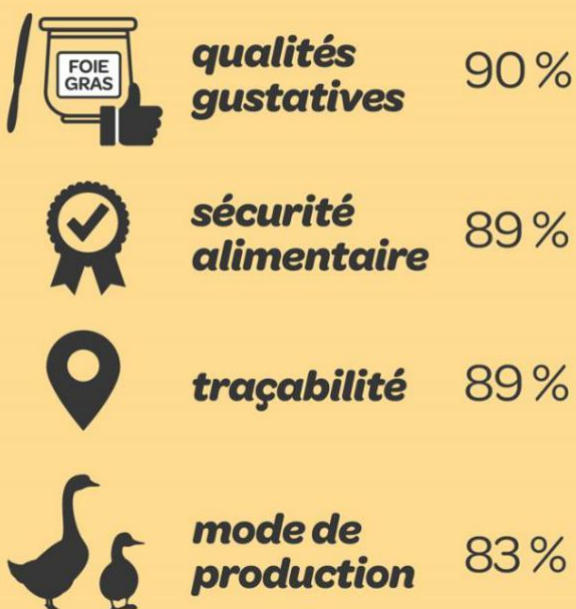 FOIE
GRAS
qualités
gustatives
90 %
sécurité
alimentaire
89 %
traçabilité
89 %
mode de
production
83 %